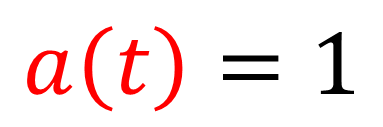 a(t) = 1